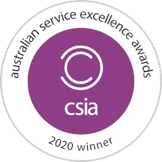 australian service excellence awards
csia
2020 winner